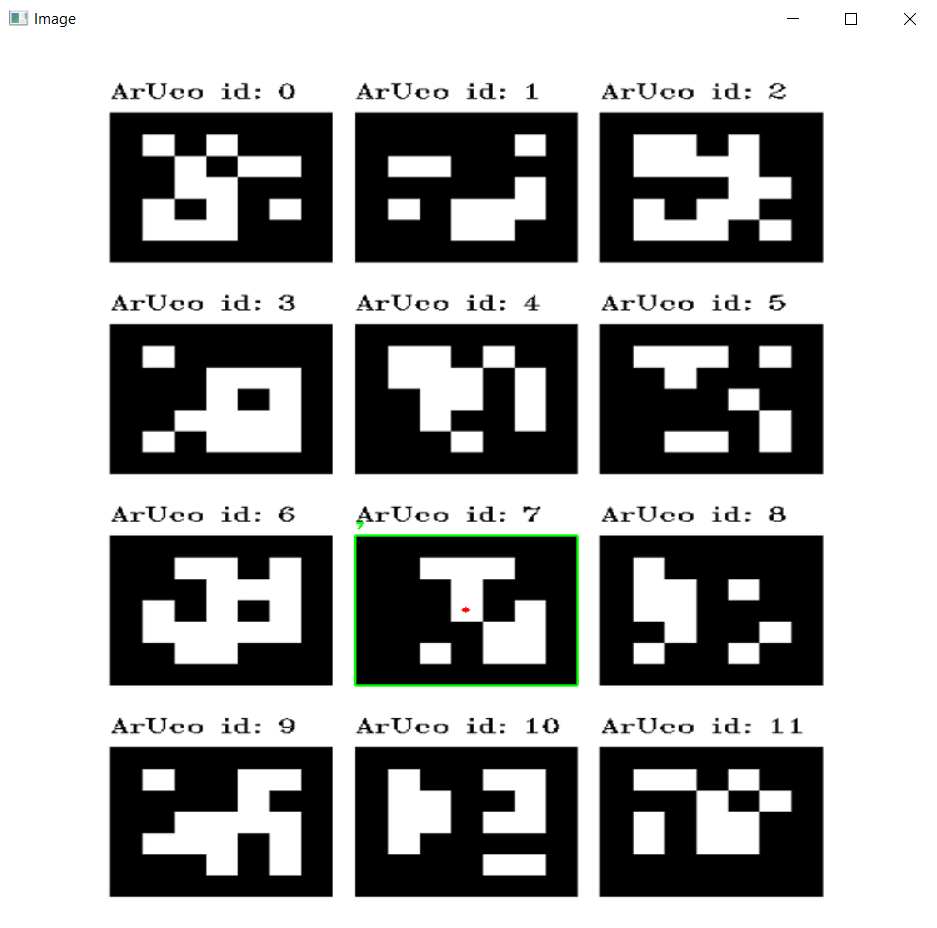 Image
ArUco id: 0 ArUco id: 1 ArUco id: 2
ArUco id: 3 ArUco id: 4 ArUco id: 5
ArUco id: 6 ArUco id: 7 ArUco id: 8
7
ArUco id: 9 ArUco id: 10 ArUco id: 11